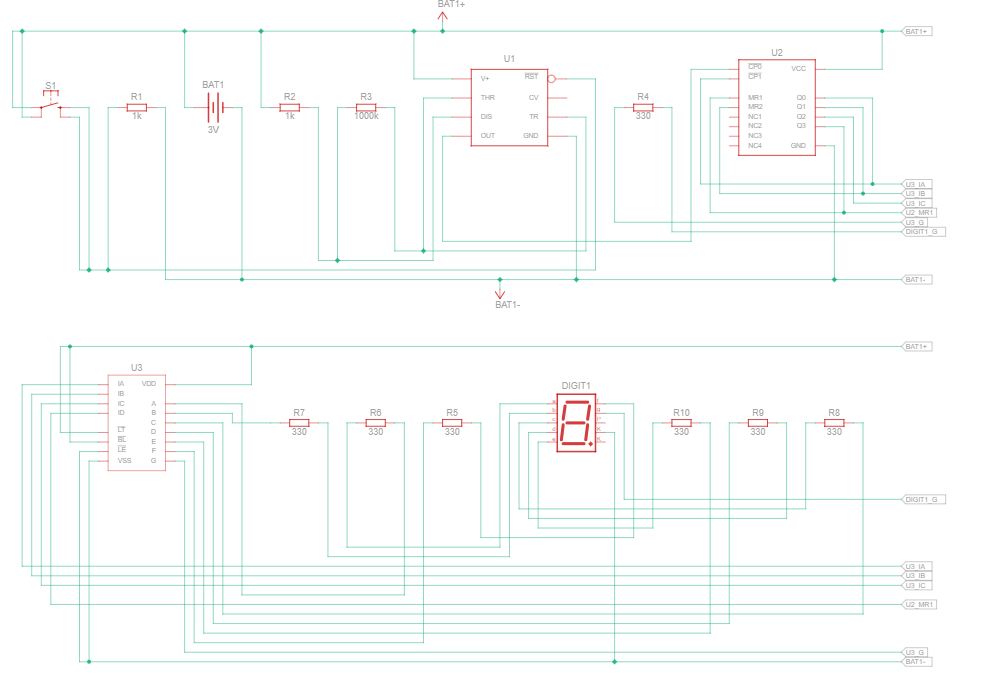 BAT1+
BAT1+
S1
R1
1k
BAT1
3V
R2
1k
R3
1000k
U1
V+
RST
THR
CV
DIS
TR
OUT
GND
R4
330
U2
CP0
VCC
CP1
MR1
Q0
MR2
Q1
NC1
Q2
NC2
Q3
NC3
NC4
GND
U3_IA
U3_IB
U3_IC
U2_MR1
U3_G
DIGIT1_G
BAT1-
BAT1-
BAT1+
U3
IA
VDD
IB
IC
A
ID
B
C
LT
D
BL
E
LE
F
VSS
G
R7
330
R6
330
R5
330
DIGIT1
R10
330
R9
330
R8
330
DIGIT1_G
U3_IA
U3_IB
U3_IC
U2_MR1
U3_G
BAT1-